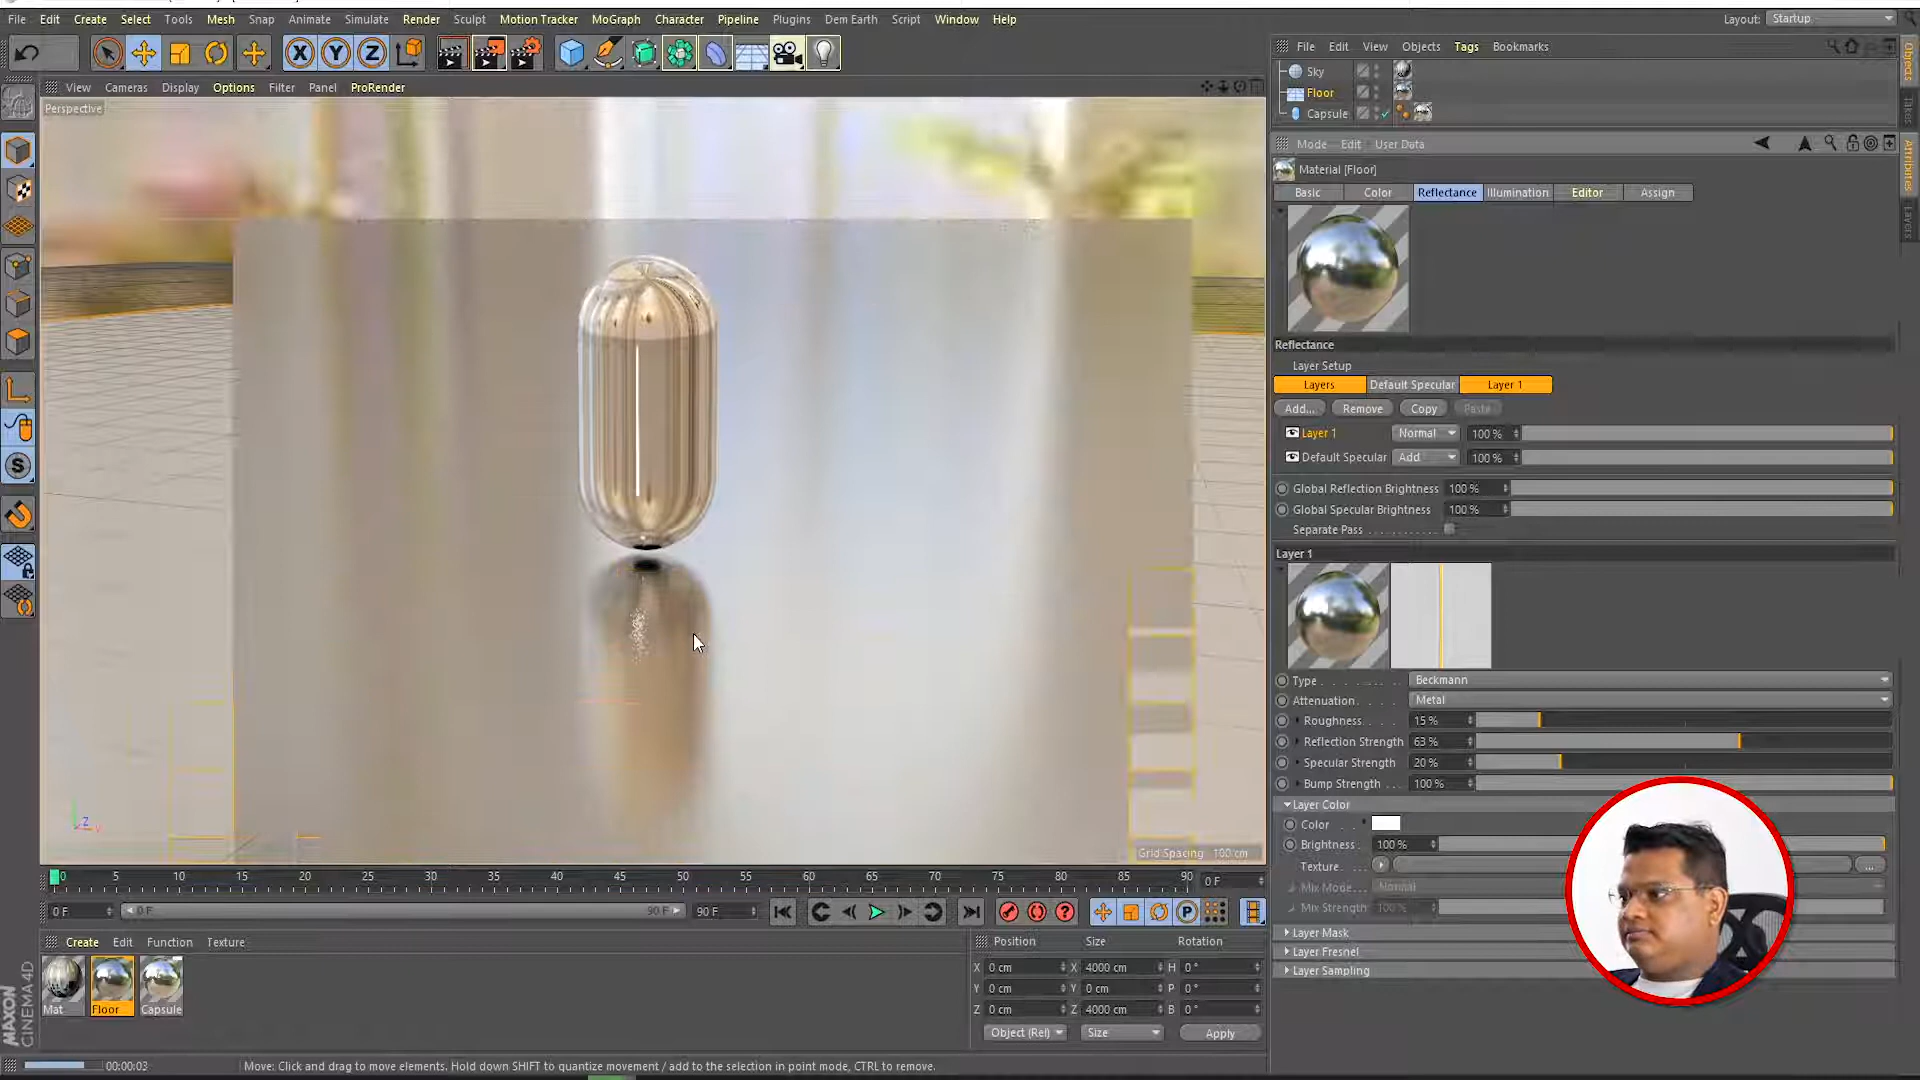 File Edit Create Select Tools Mesh Snap Animate Simulate Render Sculpt Motion Tracker MoGraph Character Pipeline Plugins Dem Earth Script Window Help
Layout: Startup
View Cameras Display Options Filter Panel ProRender
Perspective
File Edit View Objects Tags Bookmarks
Sky
Floor
Capsule
Objects
Takes
Attributes
Layers
Mode Edit User Data
Material [Floor]
Basic Color Reflectance Illumination Editor Assign
Reflectance
Layer Setup
Layers Default Specular Layer 1
Add... Remove Copy Paste
Layer 1 Normal 100 %
Default Specular Add 100 %
Global Reflection Brightness 100 %
Global Specular Brightness 100 %
Separate Pass
Layer 1
Type Beckmann
Attenuation Metal
Roughness 15 %
Reflection Strength 63 %
Specular Strength 20 %
Bump Strength 100 %
Layer Color
Color
Brightness 100 %
Texture ...
Mix Mode Normal
Mix Strength 100 %
Layer Mask
Layer Fresnel
Layer Sampling
X Y Z
S
Z
Grid Spacing : 100 cm
0 5 10 15 20 25 30 35 40 45 50 55 60 65 70 75 80 85 90 0 F
0 F 0 F 90 F 90 F
P
Create Edit Function Texture
Mat Floor Capsule
Position Size Rotation
X 0 cm X 4000 cm H 0 °
Y 0 cm Y 0 cm P 0 °
Z 0 cm Z 4000 cm B 0 °
Object (Rel) Size Apply
MAXON
CINEMA 4D
00:00:03 Move: Click and drag to move elements. Hold down SHIFT to quantize movement / add to the selection in point mode, CTRL to remove.